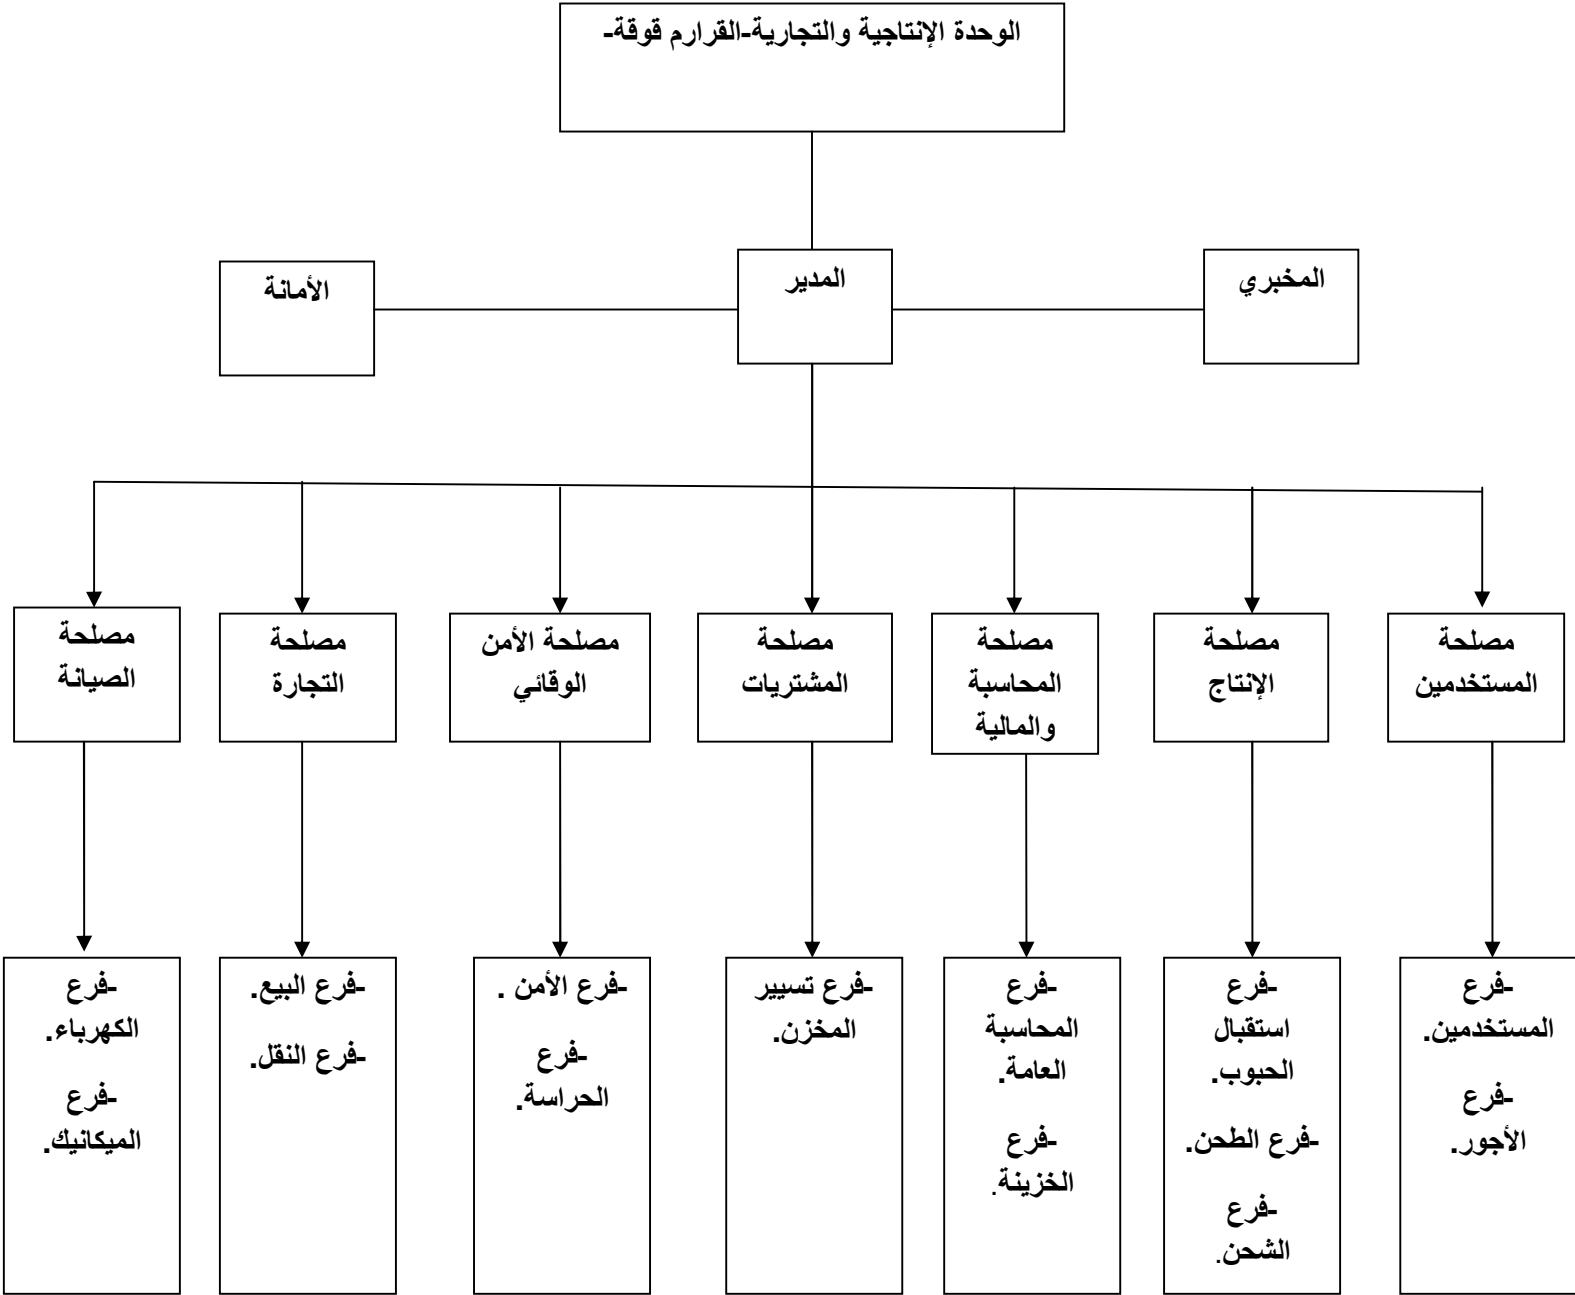 الوحدة الإنتاجية والتجارية-القرارم قوقة-
المخبري
المدير
الأمانة
مصلحة
المستخدمين
مصلحة
الإنتاج
مصلحة
المحاسبة
والمالية
مصلحة
المشتريات
مصلحة الأمن
الوقائي
مصلحة
التجارة
مصلحة
الصيانة
-فرع
المستخدمين.
-فرع
الأجور.
-فرع
استقبال
الحبوب.
-فرع الطحن.
-فرع
الشحن.
-فرع
المحاسبة
العامة.
-فرع
الخزينة.
-فرع تسيير
المخزن.
-فرع الأمن .
-فرع
الحراسة.
-فرع البيع.
-فرع النقل.
-فرع
الكهرباء.
-فرع
الميكانيك.